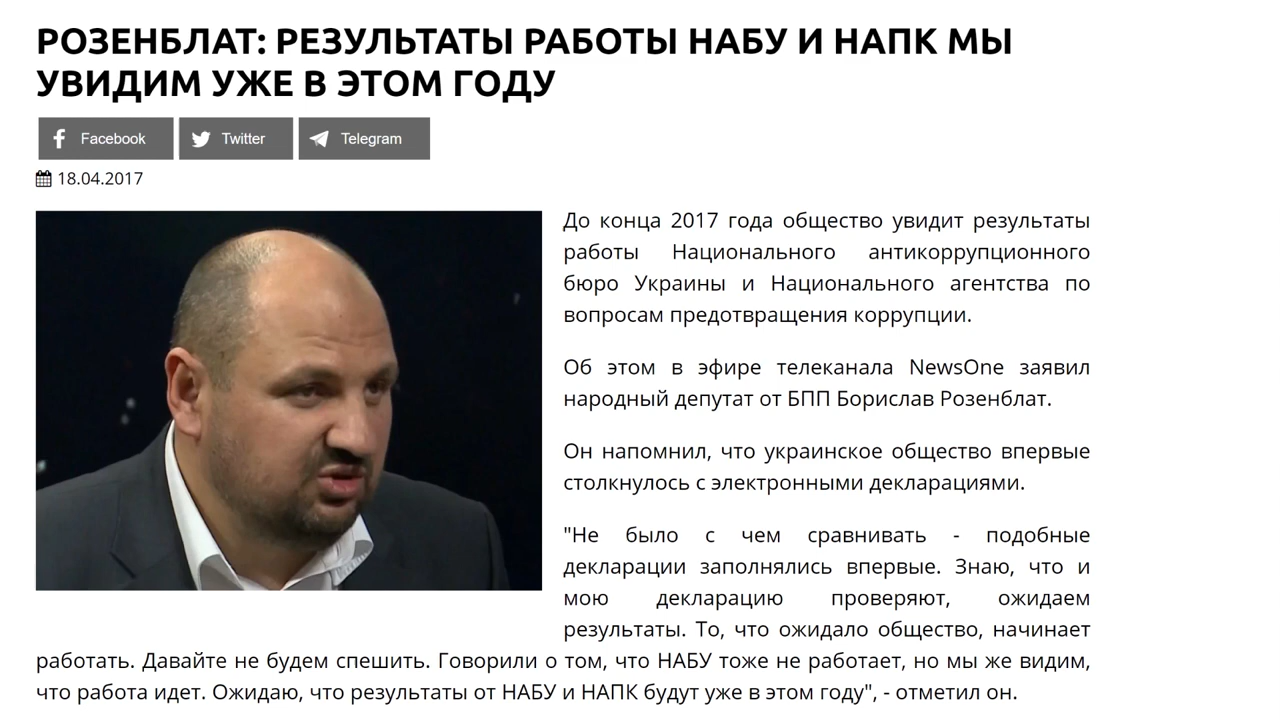 РОЗЕНБЛАТ: РЕЗУЛЬТАТЫ РАБОТЫ НАБУ И НАПК МЫ
УВИДИМ УЖЕ В ЭТОМ ГОДУ
Facebook Twitter Telegram
18.04.2017
До конца 2017 года общество увидит результаты
работы Национального антикоррупционного
бюро Украины и Национального агентства по
вопросам предотвращения коррупции.
Об этом в эфире телеканала NewsOne заявил
народный депутат от БПП Борислав Розенблат.
Он напомнил, что украинское общество впервые
столкнулось с электронными декларациями.
"Не было с чем сравнивать - подобные
декларации заполнялись впервые. Знаю, что и
мою декларацию проверяют, ожидаем
результаты. То, что ожидало общество, начинает
работать. Давайте не будем спешить. Говорили о том, что НАБУ тоже не работает, но мы же видим,
что работа идет. Ожидаю, что результаты от НАБУ и НАПК будут уже в этом году", - отметил он.